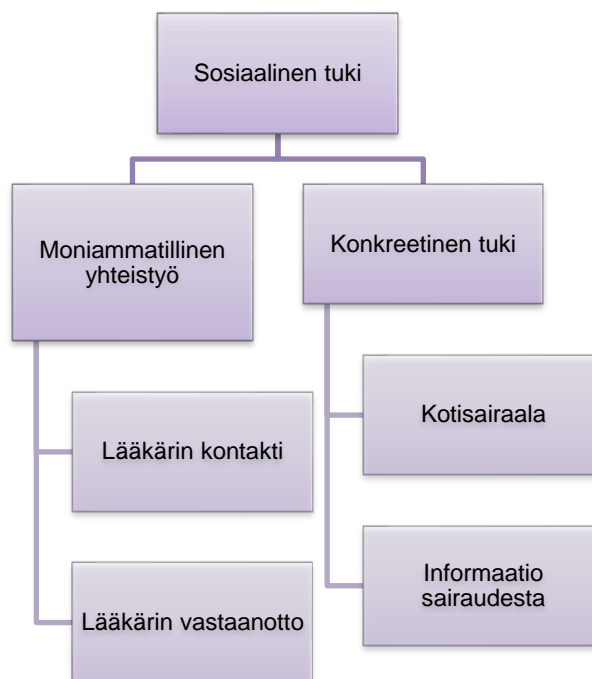 Sosiaalinen tuki
Moniammatillinen
yhteistyö
Konkreetinen tuki
Lääkärin kontakti
Kotisairaala
Lääkärin vastaanotto
Informaatio
sairaudesta